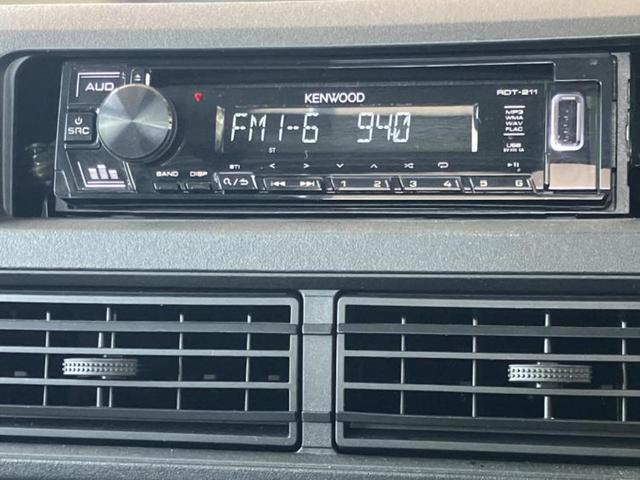 AUD
KENWOOD
RDT-211
SRC
FM1-6 940
ST
MP3
WMA
WAV
FLAC
USB
BAND DISP
1 2 3 4 5 6